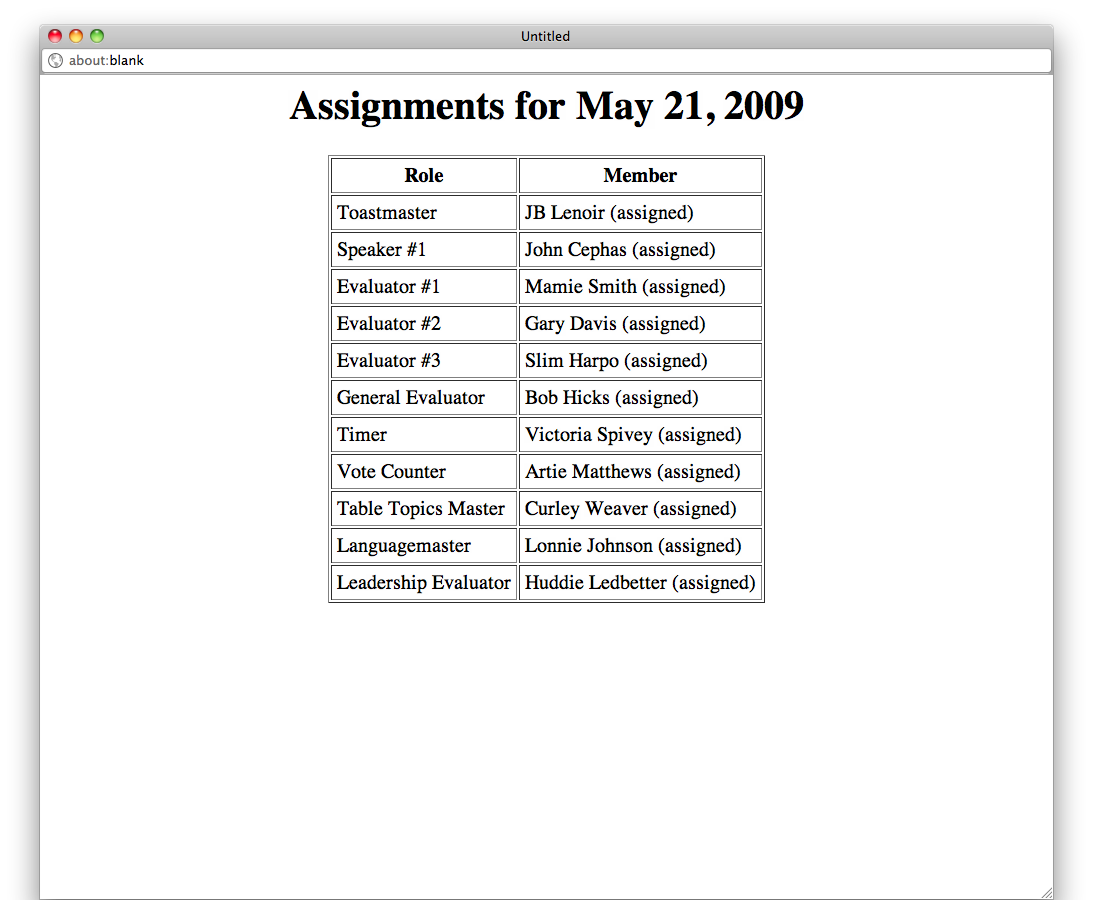 Untitled
about:blank
Assignments for May 21, 2009
Role Member
Toastmaster JB Lenoir (assigned)
Speaker #1 John Cephas (assigned)
Evaluator #1 Mamie Smith (assigned)
Evaluator #2 Gary Davis (assigned)
Evaluator #3 Slim Harpo (assigned)
General Evaluator Bob Hicks (assigned)
Timer Victoria Spivey (assigned)
Vote Counter Artie Matthews (assigned)
Table Topics Master Curley Weaver (assigned)
Languagemaster Lonnie Johnson (assigned)
Leadership Evaluator Huddie Ledbetter (assigned)